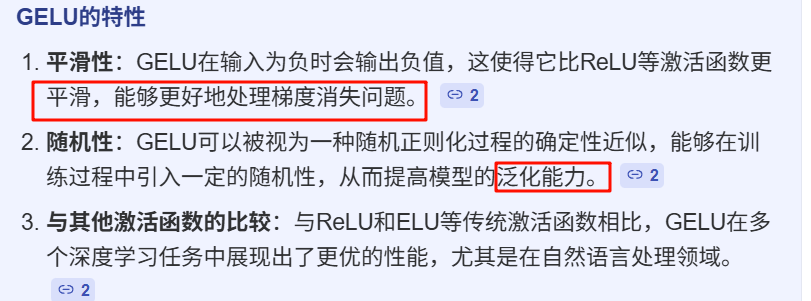 GELU的特性
1. 平滑性：GELU在输入为负时会输出负值，这使得它比ReLU等激活函数更
平滑，能够更好地处理梯度消失问题。 2
2. 随机性：GELU可以被视为一种随机正则化过程的确定性近似，能够在训
练过程中引入一定的随机性，从而提高模型的泛化能力。 2
3. 与其他激活函数的比较：与ReLU和ELU等传统激活函数相比，GELU在多
个深度学习任务中展现出了更优的性能，尤其是在自然语言处理领域。
2